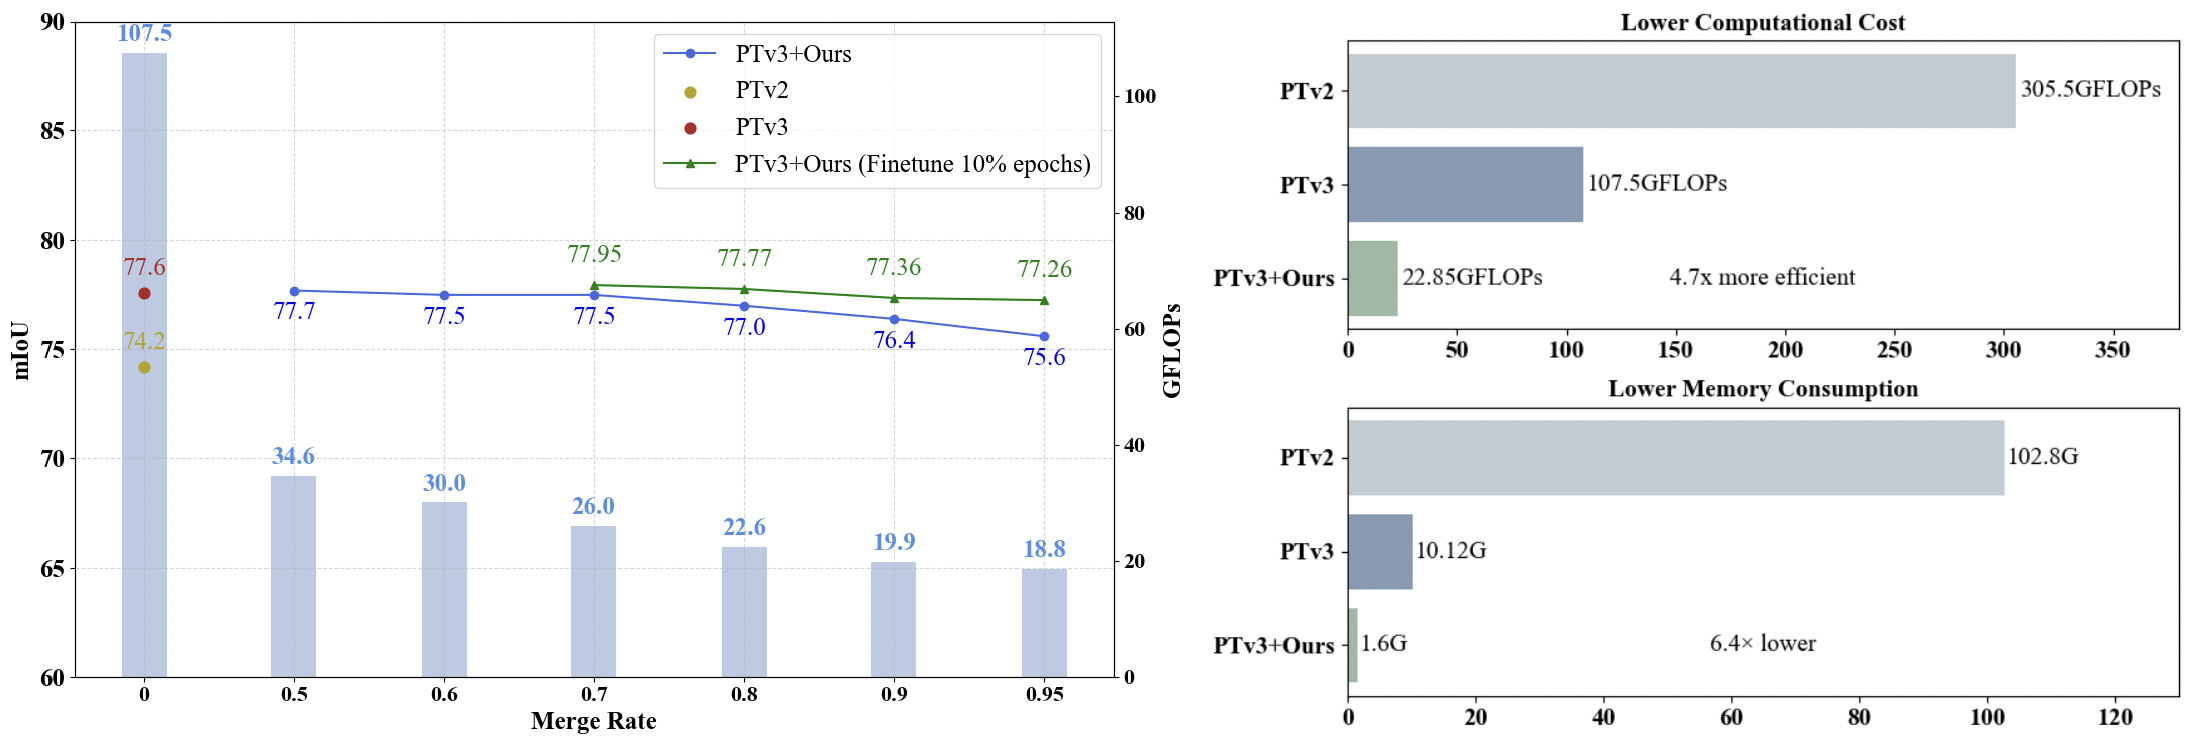 90
85
80
75
70
65
60
mIoU
107.5
77.6
74.2
34.6
30.0
26.0
22.6
19.9
18.8
77.7
77.5
77.5
77.0
76.4
75.6
77.95
77.77
77.36
77.26
PTv3+Ours
PTv2
PTv3
PTv3+Ours (Finetune 10% epochs)
100
80
60
40
20
0
GFLOPs
0 0.5 0.6 0.7 0.8 0.9 0.95
Merge Rate
Lower Computational Cost
PTv2 305.5GFLOPs
PTv3 107.5GFLOPs
PTv3+Ours 22.85GFLOPs 4.7x more efficient
0 50 100 150 200 250 300 350
Lower Memory Consumption
PTv2 102.8G
PTv3 10.12G
PTv3+Ours 1.6G 6.4× lower
0 20 40 60 80 100 120